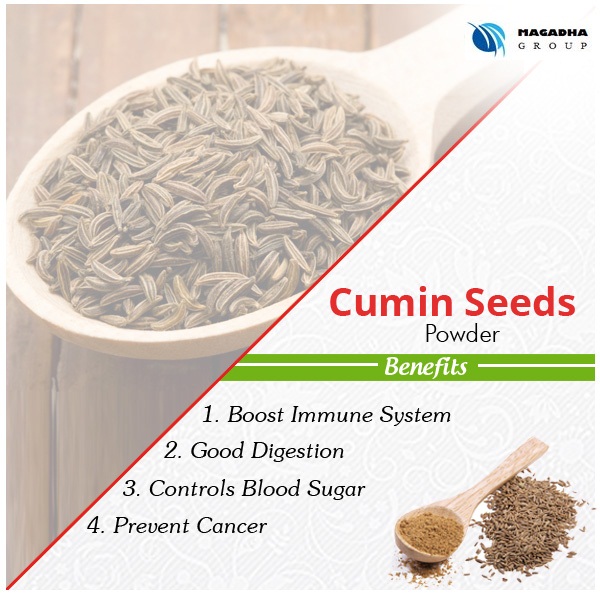 MAGADHA
GROUP
Cumin Seeds
Powder
Benefits
1. Boost Immune System
2. Good Digestion
3. Controls Blood Sugar
4. Prevent Cancer